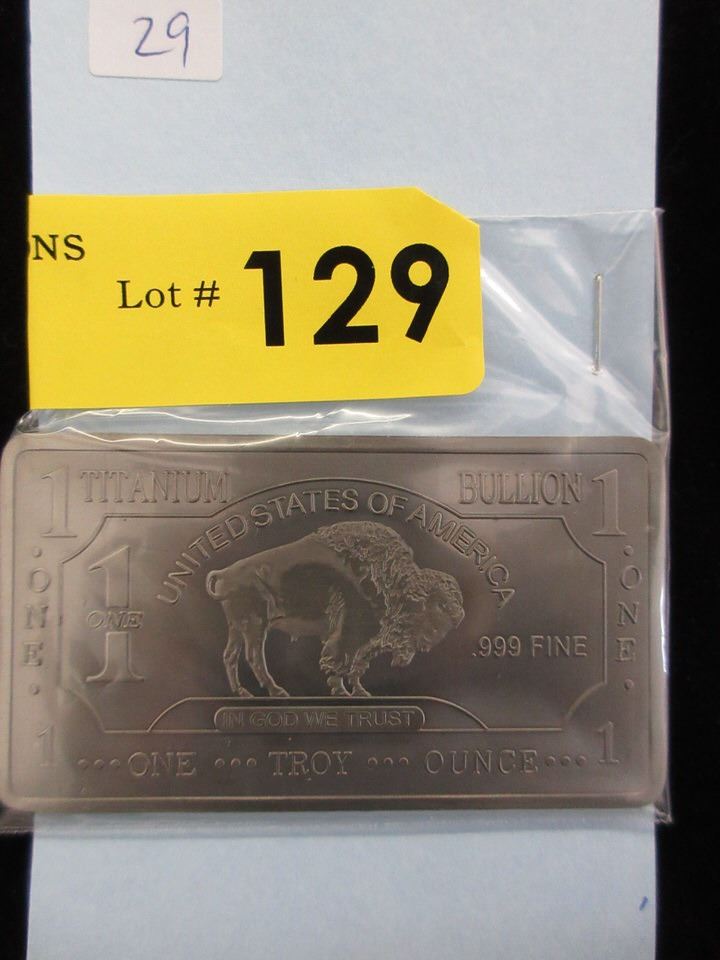 29
NS
Lot # 129
1 TITANIUM BULLION 1
UNITED STATES OF AMERICA
· ONE ·
1
ONE
.999 FINE
· ONE ·
IN GOD WE TRUST
1 ··· ONE ··· TROY ··· OUNCE ··· 1